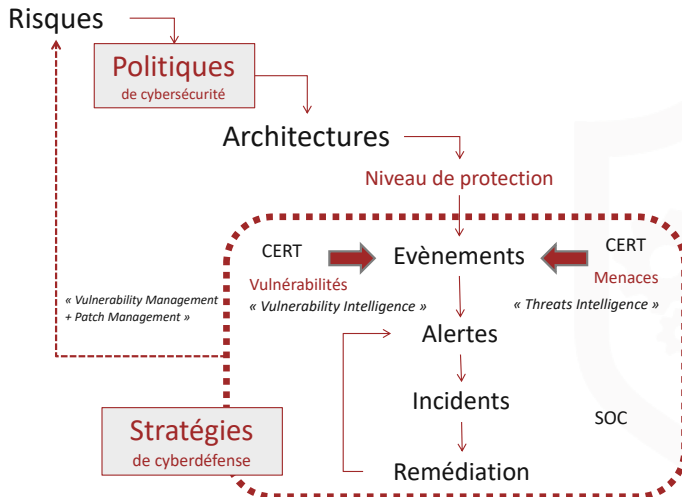 Risques
Politiques
de cybersécurité
Architectures
Niveau de protection
CERT
Evènements
CERT
Vulnérabilités
Menaces
« Vulnerability Management
+ Patch Management »
« Vulnerability Intelligence »
« Threats Intelligence »
Alertes
Incidents
SOC
Stratégies
de cyberdéfense
Remédiation